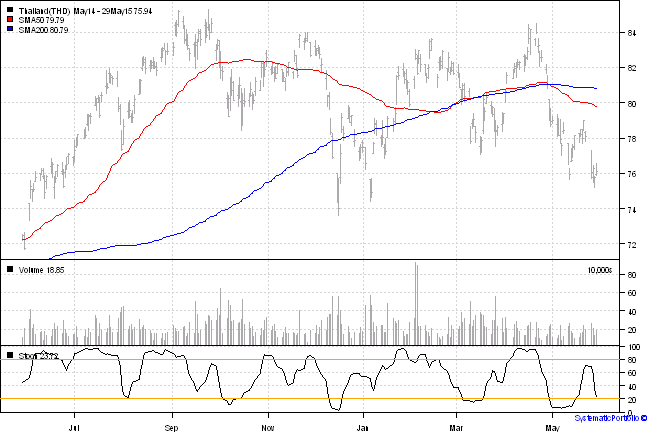 Thailand(THD) May14 - 29May15 75.94
SMA50 79.79
SMA200 80.79
84
82
80
78
76
74
72
Volume 18.85
10,000s
80
60
40
20
Stoch 23.72
100
80
60
40
20
0
Jul
Sep
Nov
Jan
Mar
May
SystematicPortfolio ©